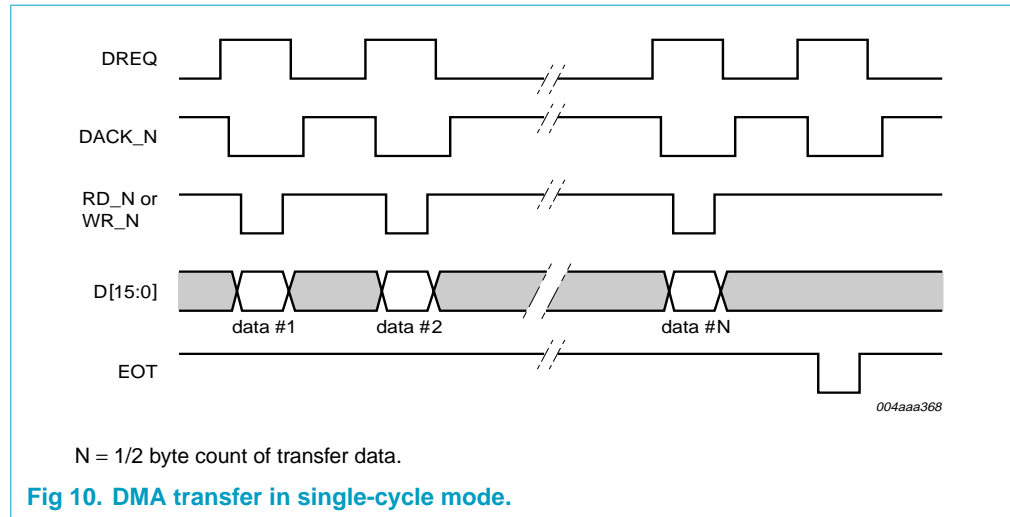 DREQ
DACK_N
RD_N or
WR_N
D[15:0]
data #1 data #2 data #N
EOT
004aaa368
N = 1/2 byte count of transfer data.
Fig 10. DMA transfer in single-cycle mode.